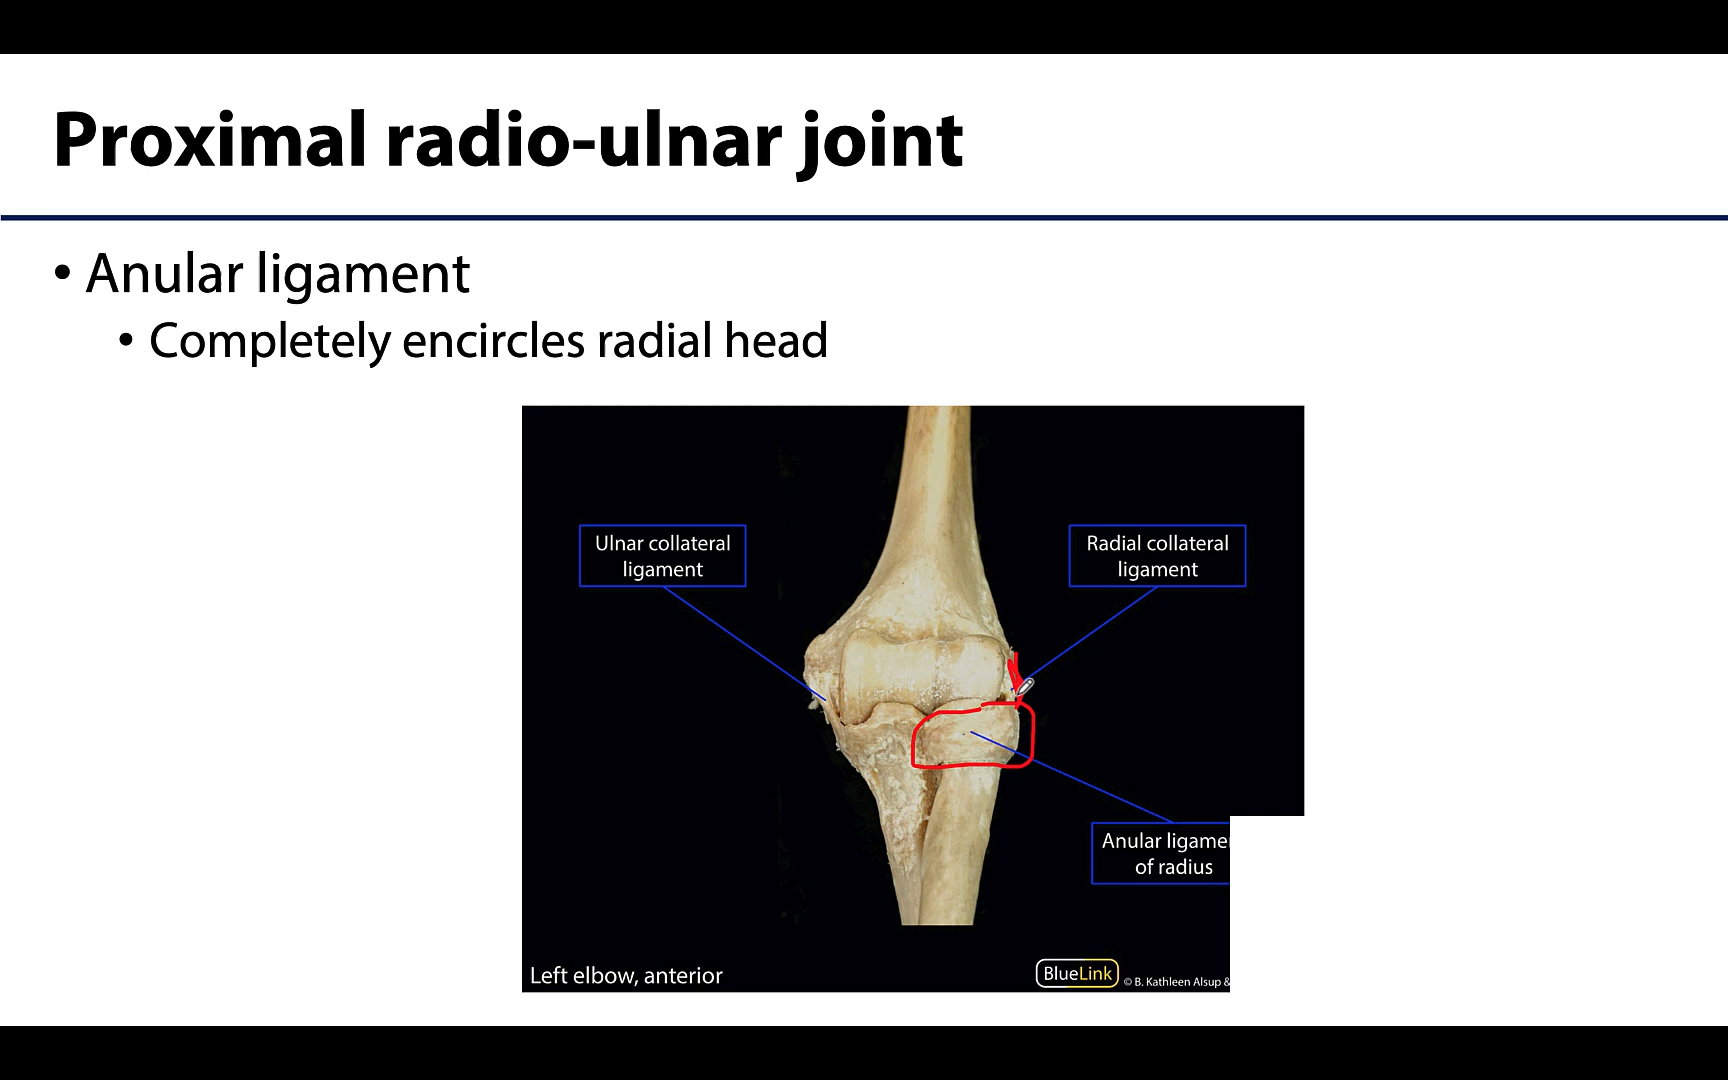 Proximal radio-ulnar joint
• Anular ligament
• Completely encircles radial head
Ulnar collateral
ligament
Radial collateral
ligament
Anular
of radius
Left elbow, anterior
BlueLink
© B. Kathleen Alsup &